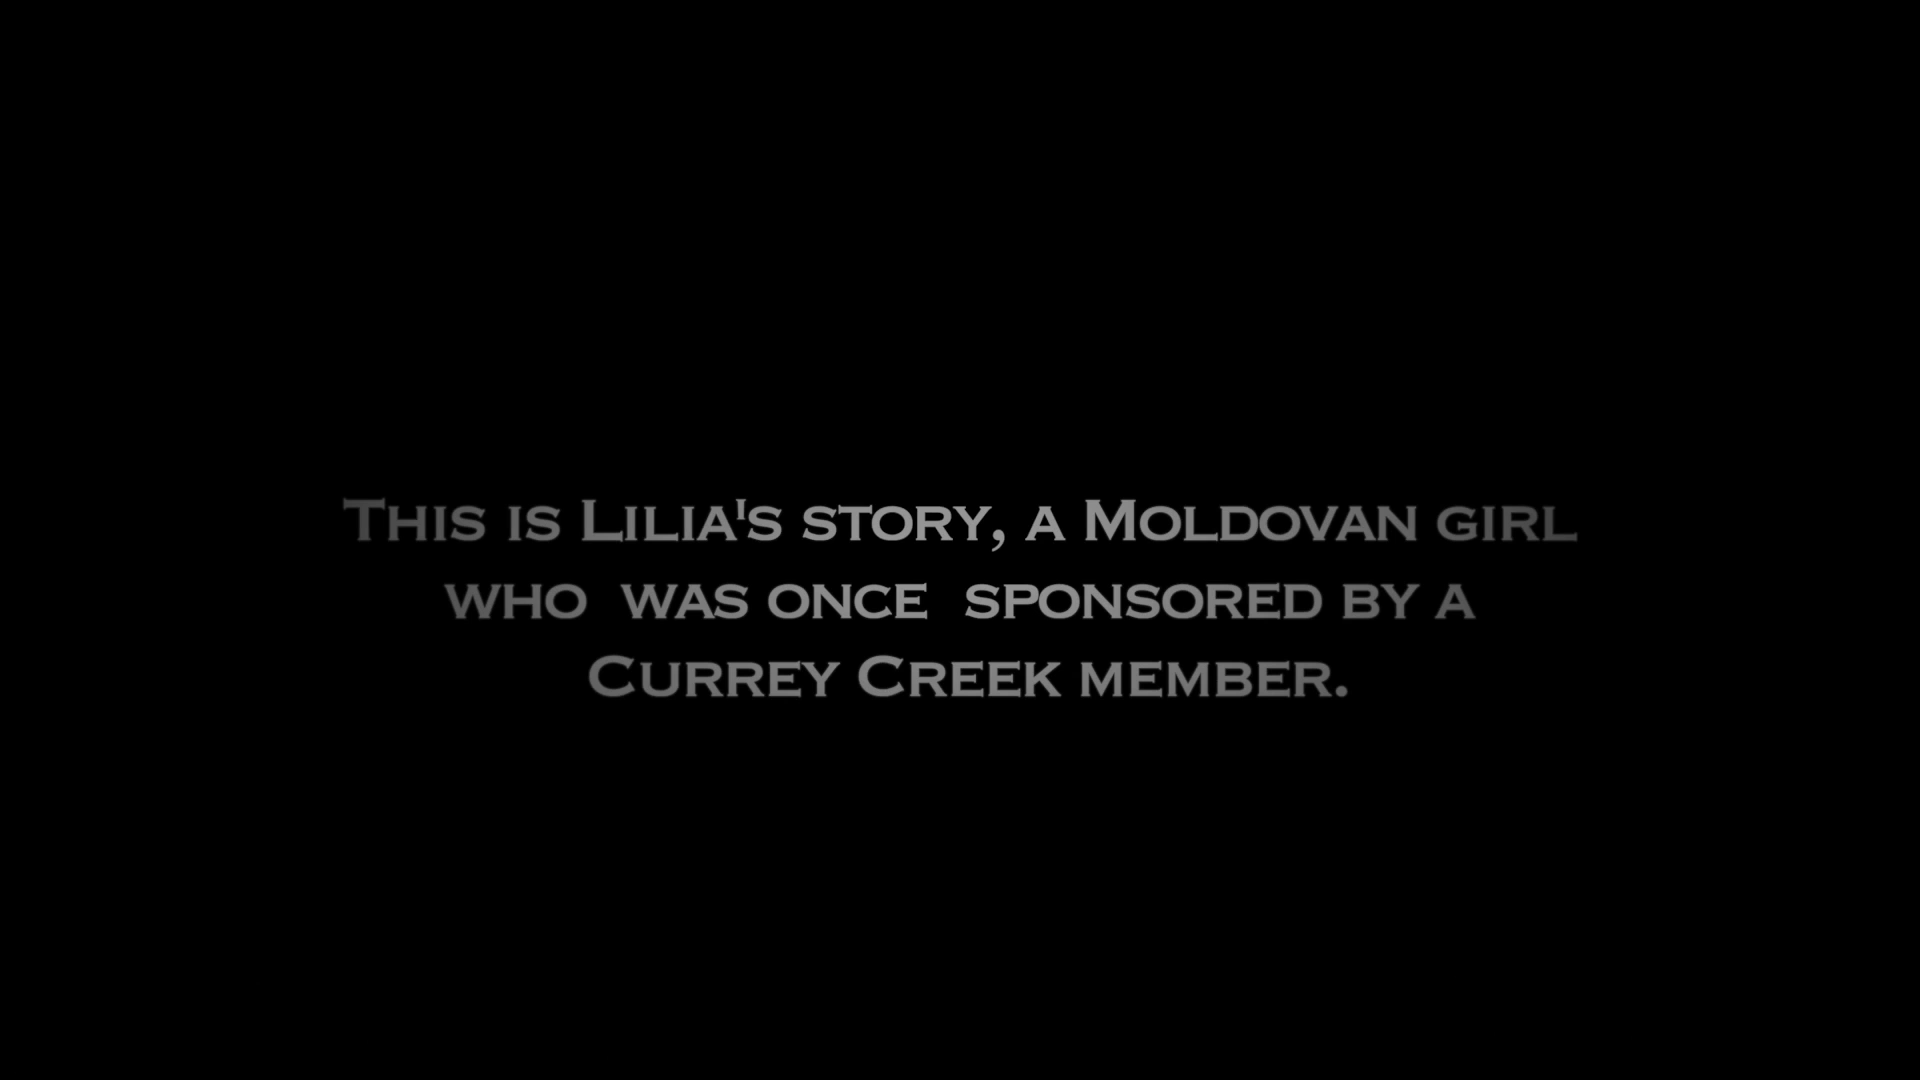 This is Lilia's story, a Moldovan girl
who  was once  sponsored by a
Currey Creek member.